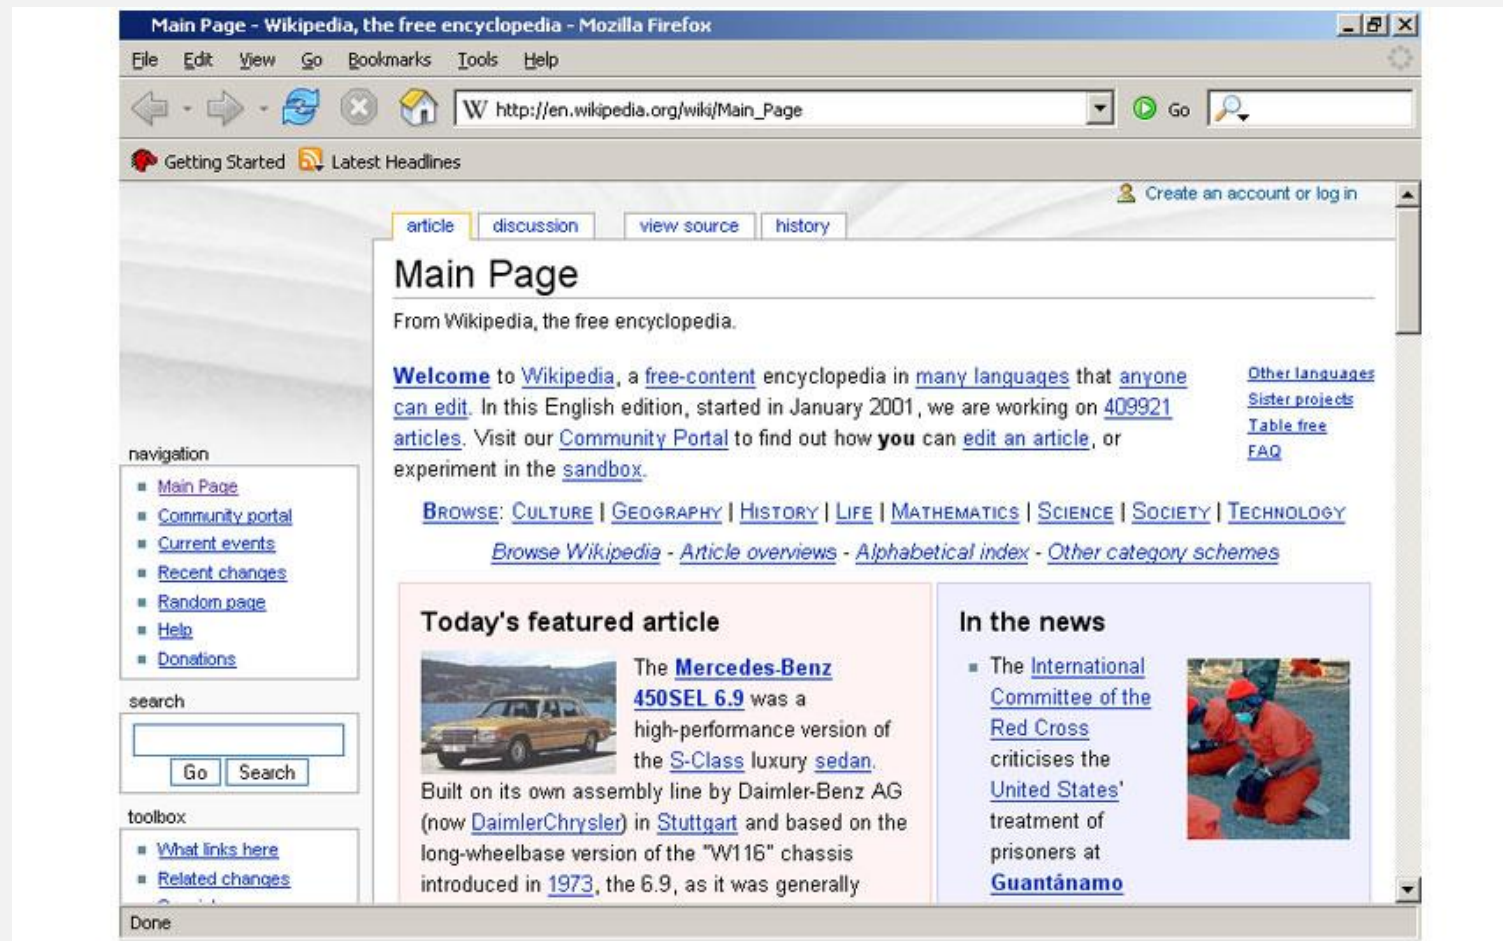 Main Page - Wikipedia, the free encyclopedia - Mozilla Firefox
File Edit View Go Bookmarks Tools Help
W http://en.wikipedia.org/wiki/Main_Page Go
Getting Started Latest Headlines
Create an account or log in
article discussion view source history
Main Page
From Wikipedia, the free encyclopedia.
Welcome to Wikipedia, a free-content encyclopedia in many languages that anyone
can edit. In this English edition, started in January 2001, we are working on 409921
articles. Visit our Community Portal to find out how you can edit an article, or
experiment in the sandbox.
Other languages
Sister projects
Table free
FAQ
BROWSE: CULTURE | GEOGRAPHY | HISTORY | LIFE | MATHEMATICS | SCIENCE | SOCIETY | TECHNOLOGY
Browse Wikipedia - Article overviews - Alphabetical index - Other category schemes
navigation
Main Page
Community portal
Current events
Recent changes
Random page
Help
Donations
search
Go Search
toolbox
What links here
Related changes
Today's featured article
The Mercedes-Benz
450SEL 6.9 was a
high-performance version of
the S-Class luxury sedan.
Built on its own assembly line by Daimler-Benz AG
(now DaimlerChrysler) in Stuttgart and based on the
long-wheelbase version of the "W116" chassis
introduced in 1973, the 6.9, as it was generally
In the news
The International
Committee of the
Red Cross
criticises the
United States'
treatment of
prisoners at
Guantánamo
Done